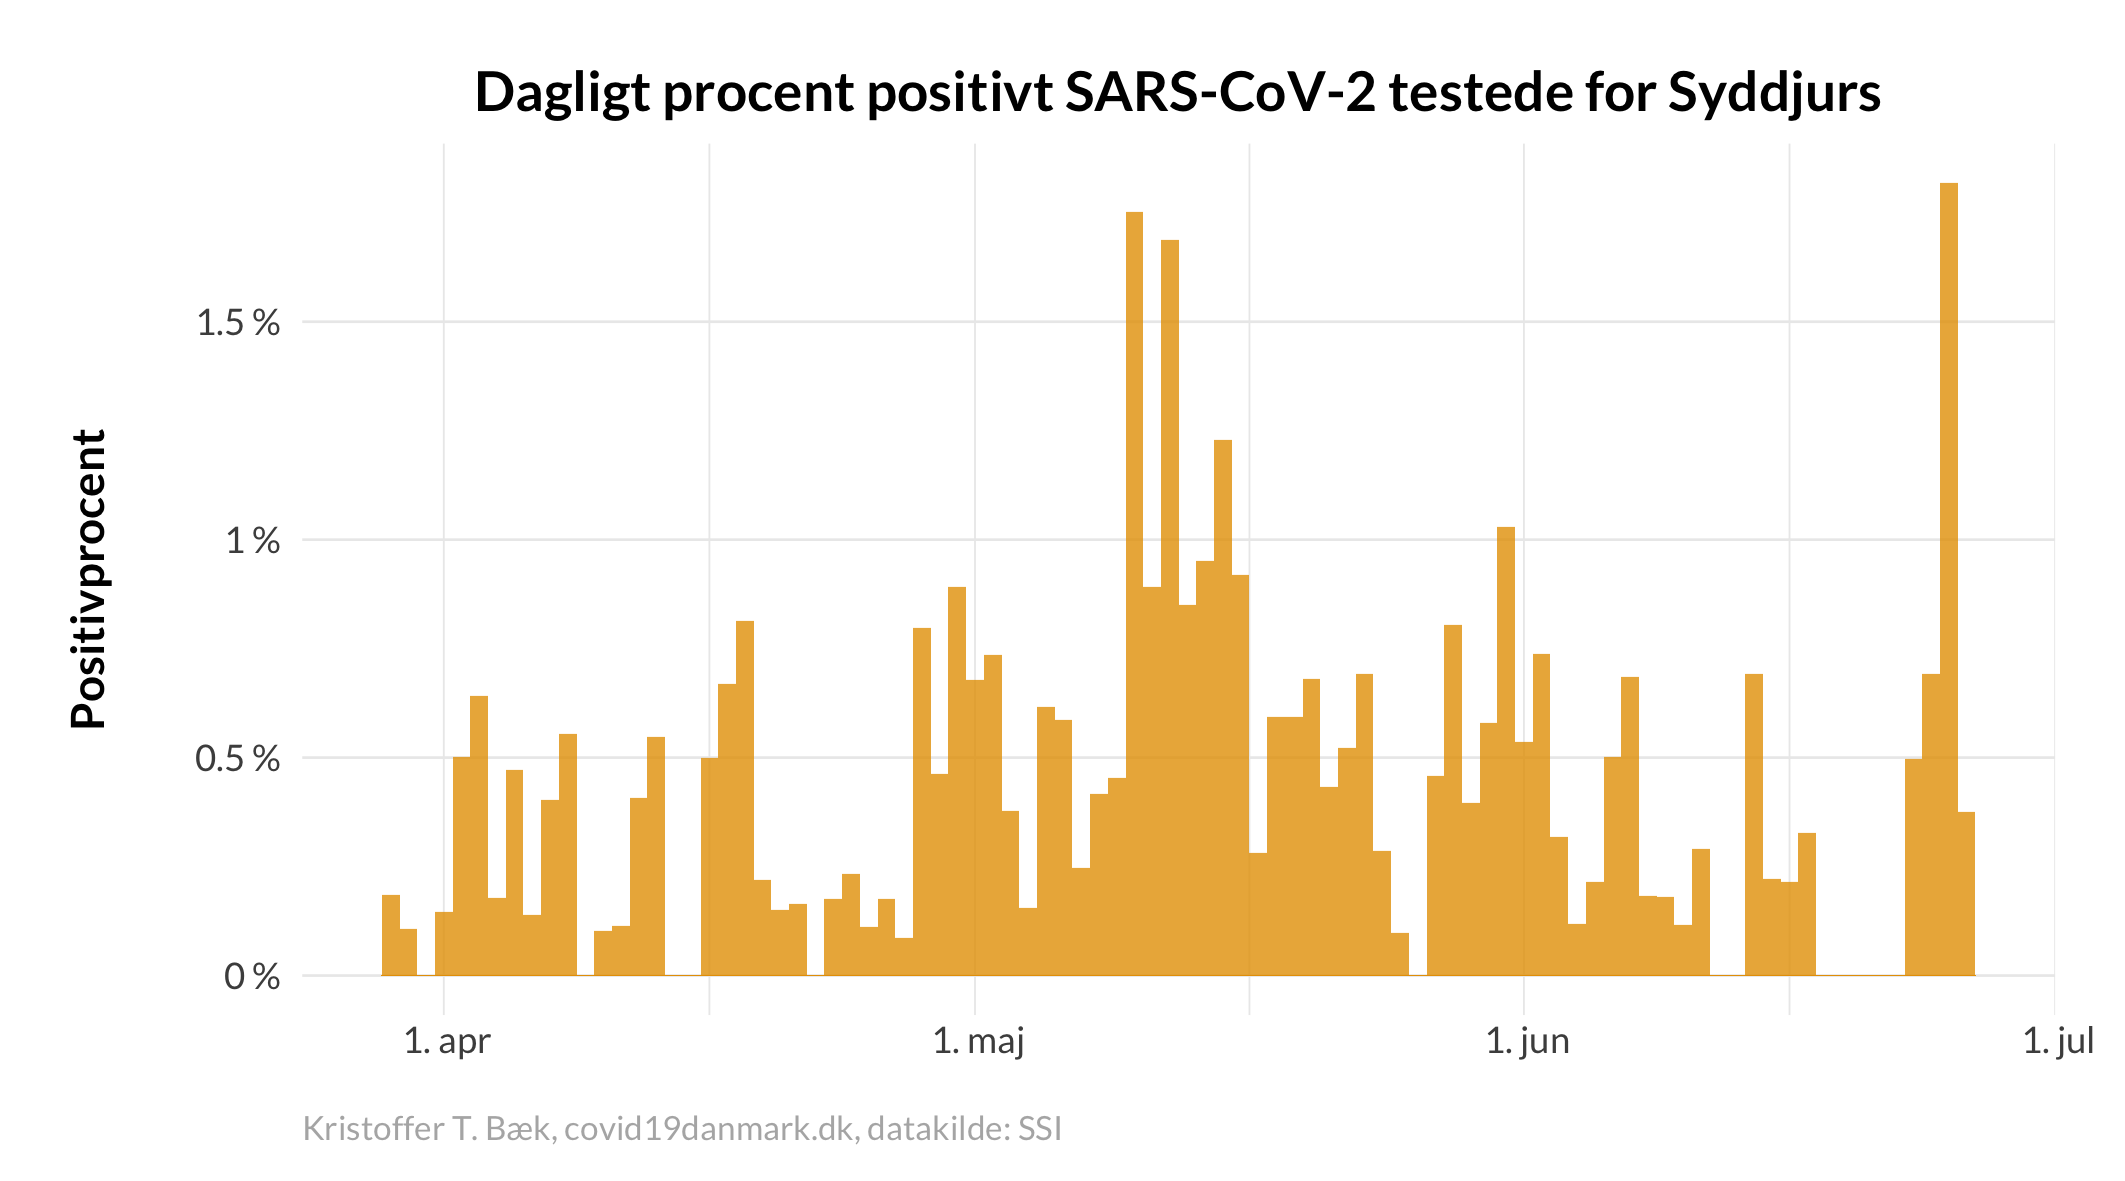 Dagligt procent positivt SARS-CoV-2 testede for Syddjurs
Positivprocent
1.5 %
1 %
0.5 %
0 %
1. apr
1. maj
1. jun
1. jul
Kristoffer T. Bæk, covid19danmark.dk, datakilde: SSI